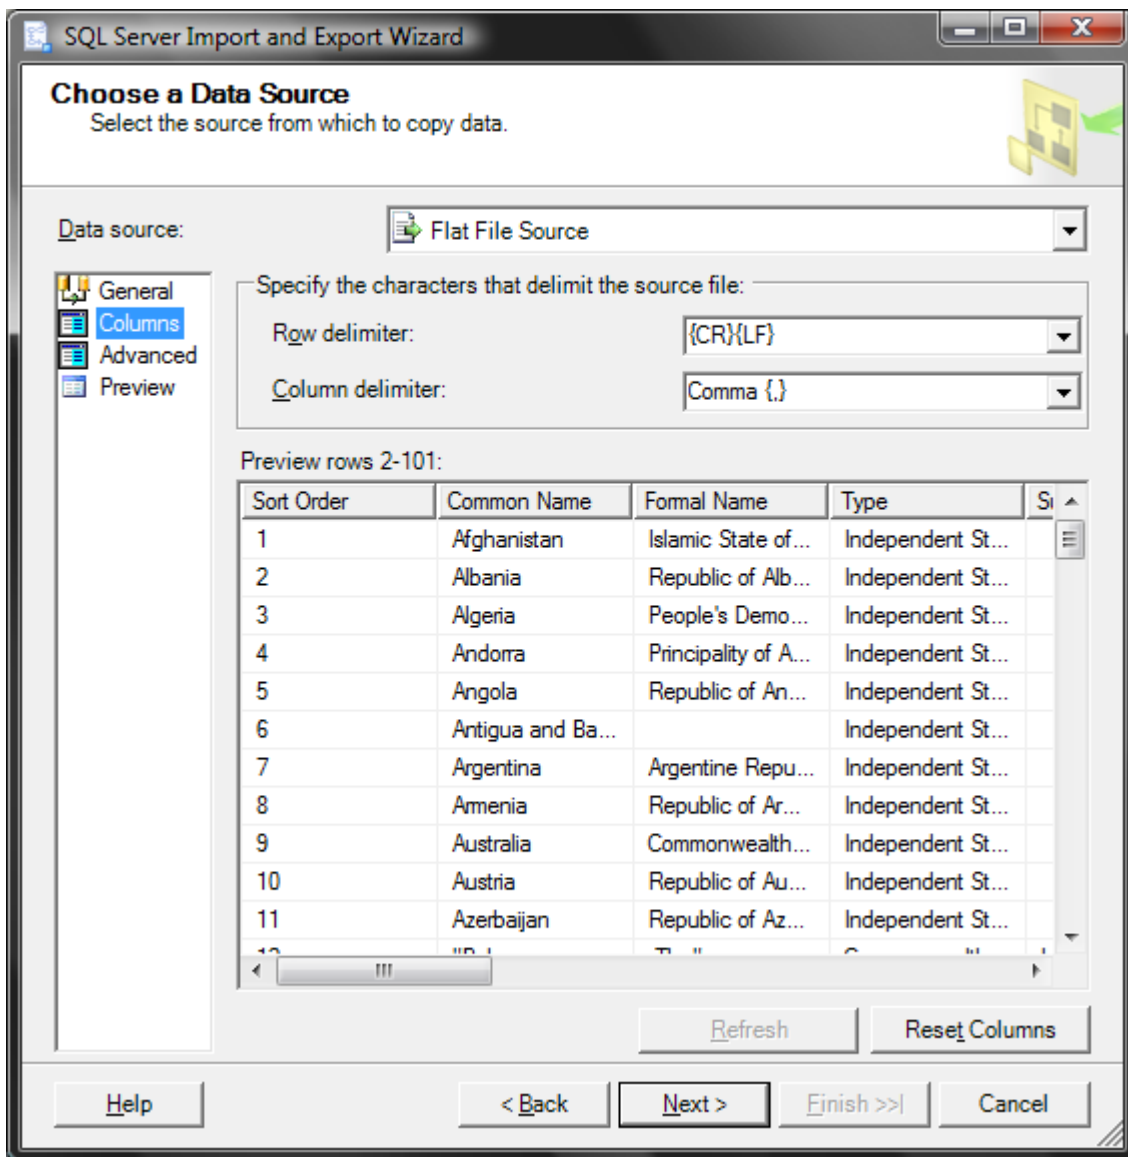 SQL Server Import and Export Wizard
Choose a Data Source
Select the source from which to copy data.
Data source: Flat File Source
General
Columns
Advanced
Preview
Specify the characters that delimit the source file:
Row delimiter: {CR}{LF}
Column delimiter: Comma {,}
Preview rows 2-101:
Sort Order Common Name Formal Name Type
1 Afghanistan Islamic State of... Independent St...
2 Albania Republic of Alb... Independent St...
3 Algeria People's Demo... Independent St...
4 Andorra Principality of A... Independent St...
5 Angola Republic of An... Independent St...
6 Antigua and Ba... Independent St...
7 Argentina Argentine Repu... Independent St...
8 Armenia Republic of Ar... Independent St...
9 Australia Commonwealth... Independent St...
10 Austria Republic of Au... Independent St...
11 Azerbaijan Republic of Az... Independent St...
Refresh Reset Columns
Help < Back Next > Finish >>| Cancel